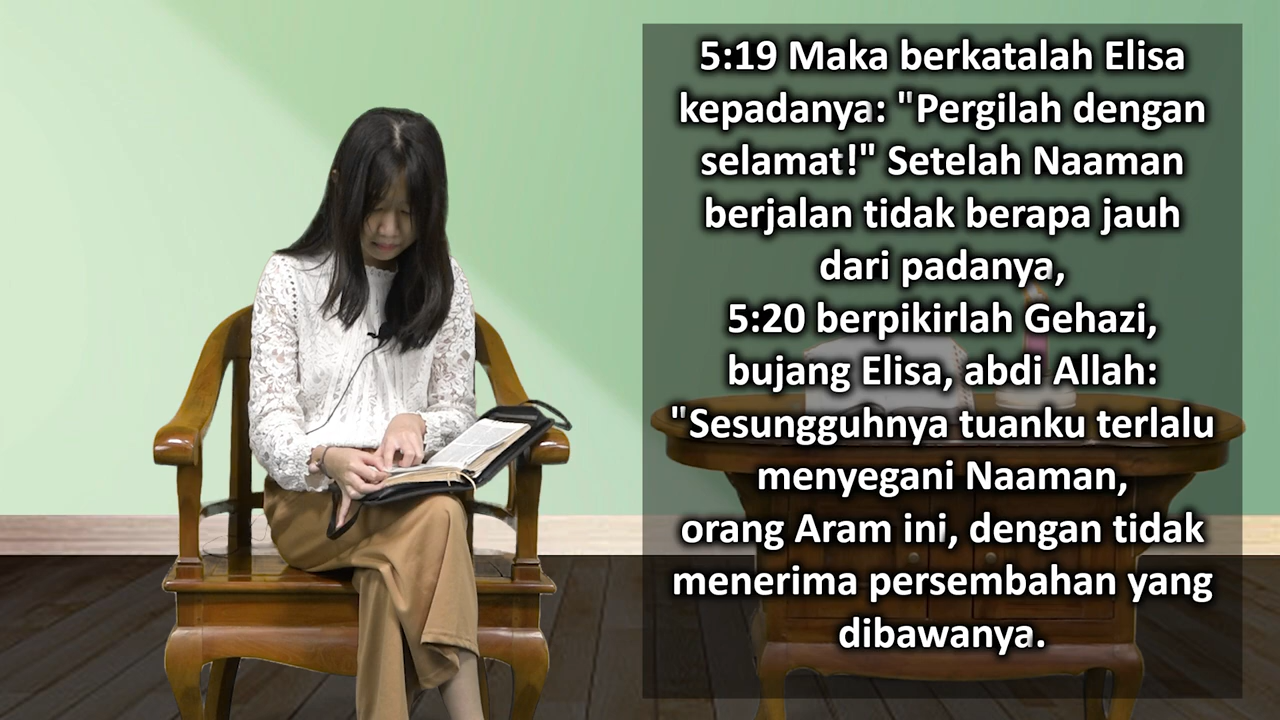 5:19 Maka berkatalah Elisa
kepadanya: "Pergilah dengan
selamat!" Setelah Naaman
berjalan tidak berapa jauh
dari padanya,
5:20 berpikirlah Gehazi,
bujang Elisa, abdi Allah:
"Sesungguhnya tuanku terlalu
menyegani Naaman,
orang Aram ini, dengan tidak
menerima persembahan yang
dibawanya.